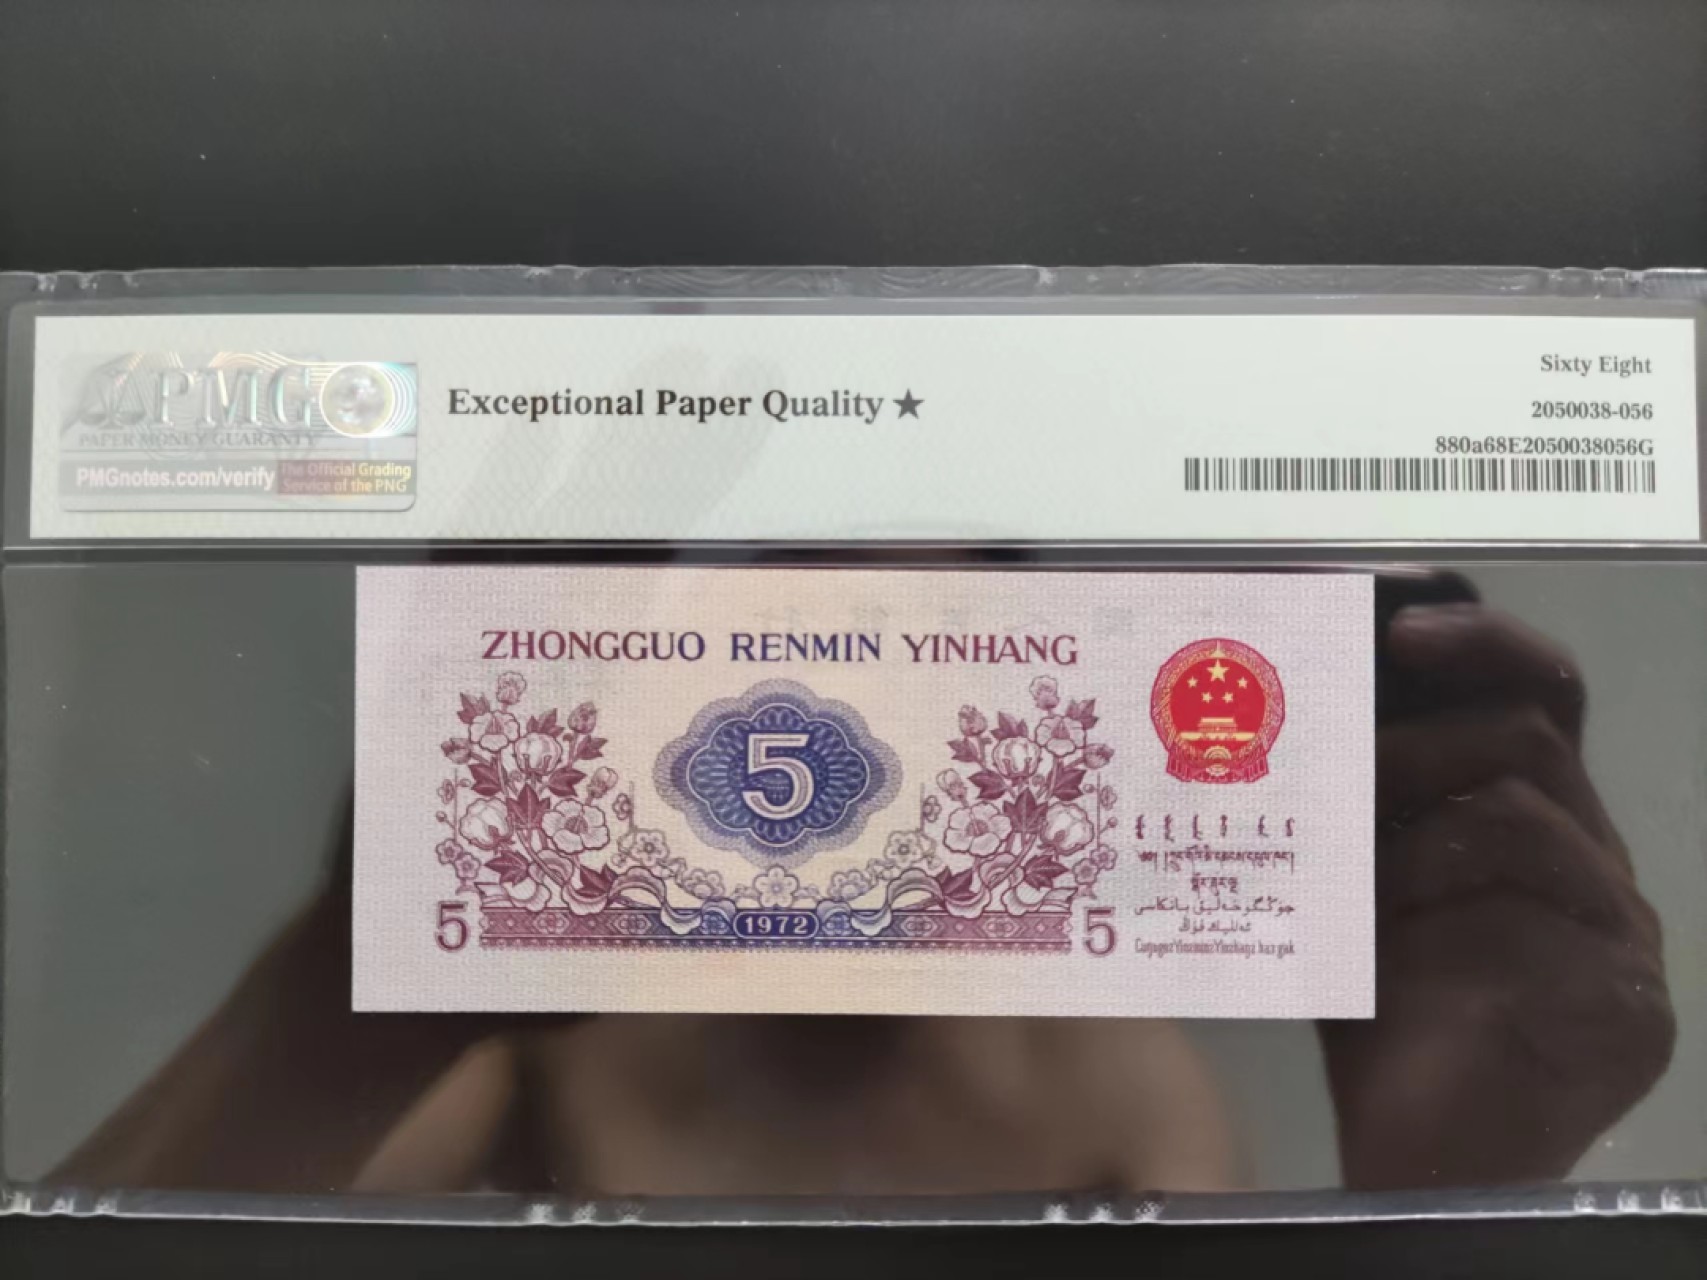 PMG
PAPER MONEY GUARANTY
PMGnotes.com/verify
The Official Grading
Service of the PNG
Exceptional Paper Quality ★
Sixty Eight
2050038-056
880a68E2050038056G
ZHONGGUO RENMIN YINHANG
5
5
1972
5